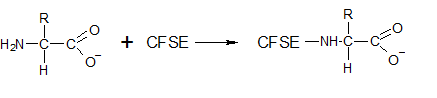 R R
H₂N C C O + CFSE CFSE NH C C O
H O⁻ H O⁻